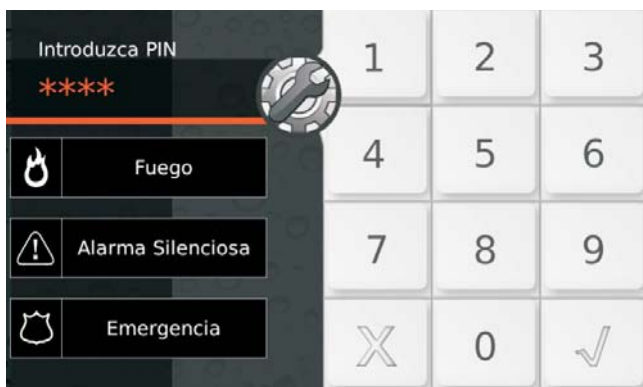 Introduzca PIN
****
Fuego
Alarma Silenciosa
Emergencia
1 2 3
4 5 6
7 8 9
X 0 √